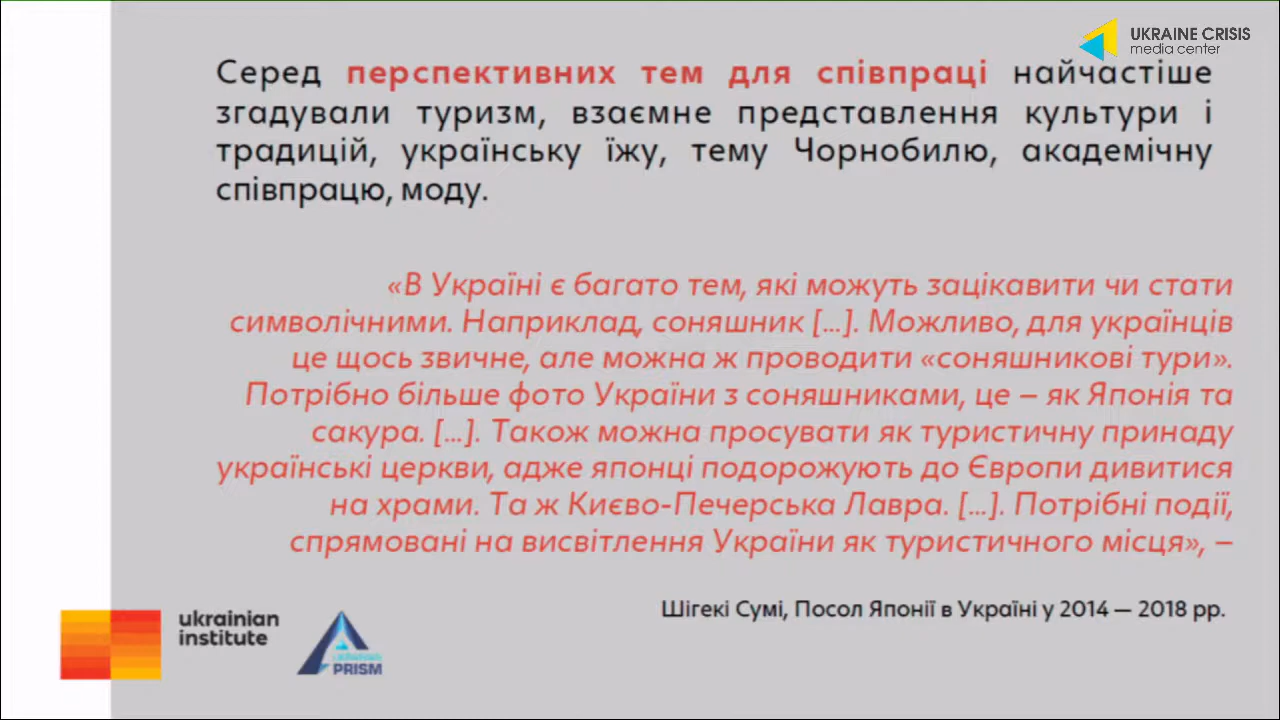 UKRAINE CRISIS
media center
Серед перспективних тем для співпраці найчастіше
згадували туризм, взаємне представлення культури і
традицій, українську їжу, тему Чорнобилю, академічну
співпрацю, моду.
«В Україні є багато тем, які можуть зацікавити чи стати
символічними. Наприклад, соняшник [...]. Можливо, для українців
це щось звичне, але можна ж проводити «соняшникові тури».
Потрібно більше фото України з соняшниками, це – як Японія та
сакура. [...]. Також можна просувати як туристичну принаду
українські церкви, адже японці подорожують до Європи дивитися
на храми. Та ж Києво-Печерська Лавра. [...]. Потрібні події,
спрямовані на висвітлення України як туристичного місця», –
Шігекі Сумі, Посол Японії в Україні у 2014 — 2018 рр.
ukrainian
institute
UKRAINIAN
PRISM